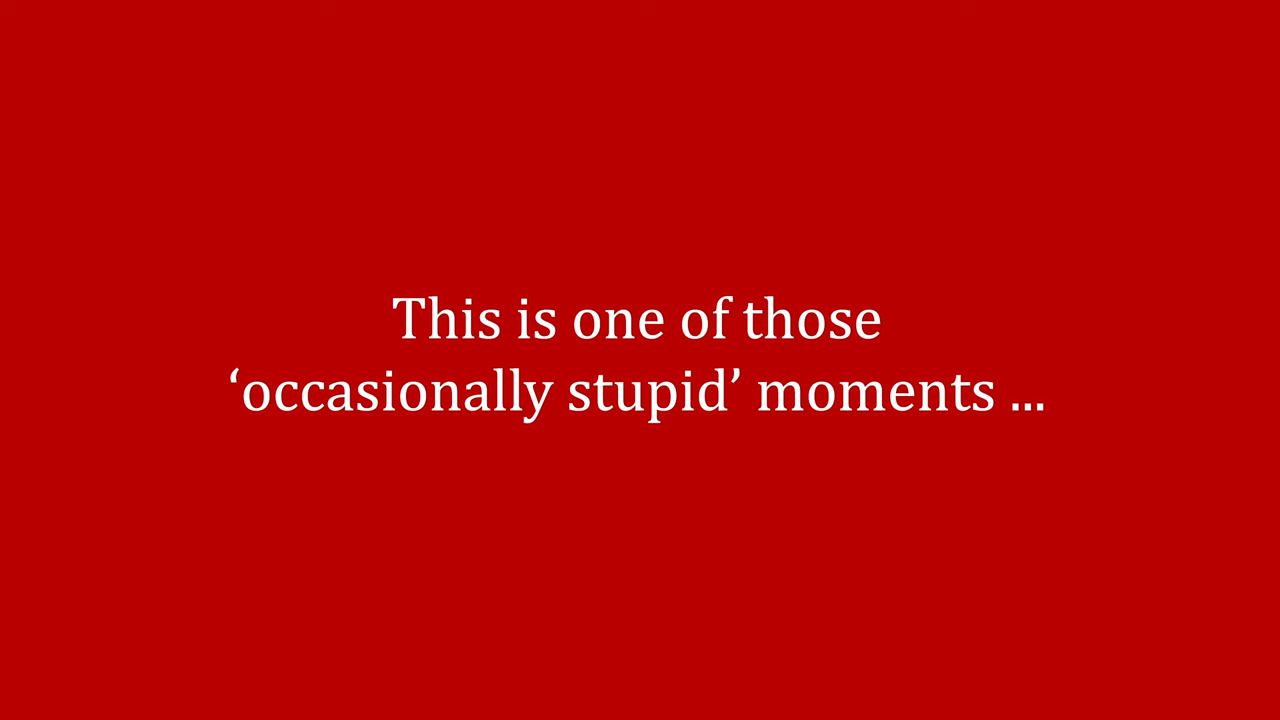 This is one of those
‘occasionally stupid’ moments ...